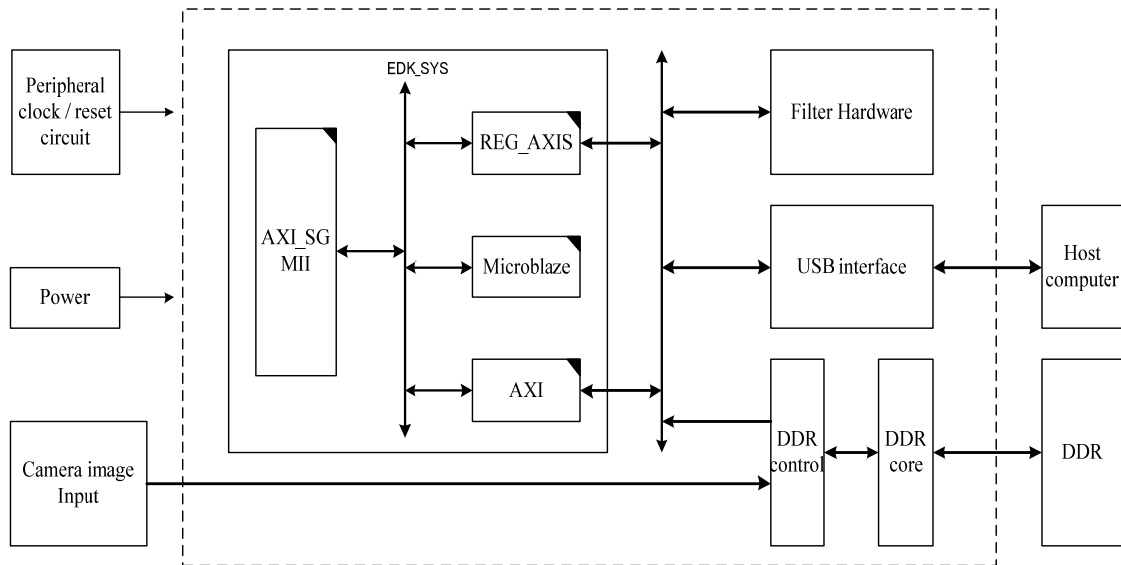 Peripheral
clock / reset
circuit
Power
Camera image
Input
EDK_SYS
AXI_SG
MII
REG_AXIS
Microblaze
AXI
Filter Hardware
USB interface
DDR
control
DDR
core
Host
computer
DDR